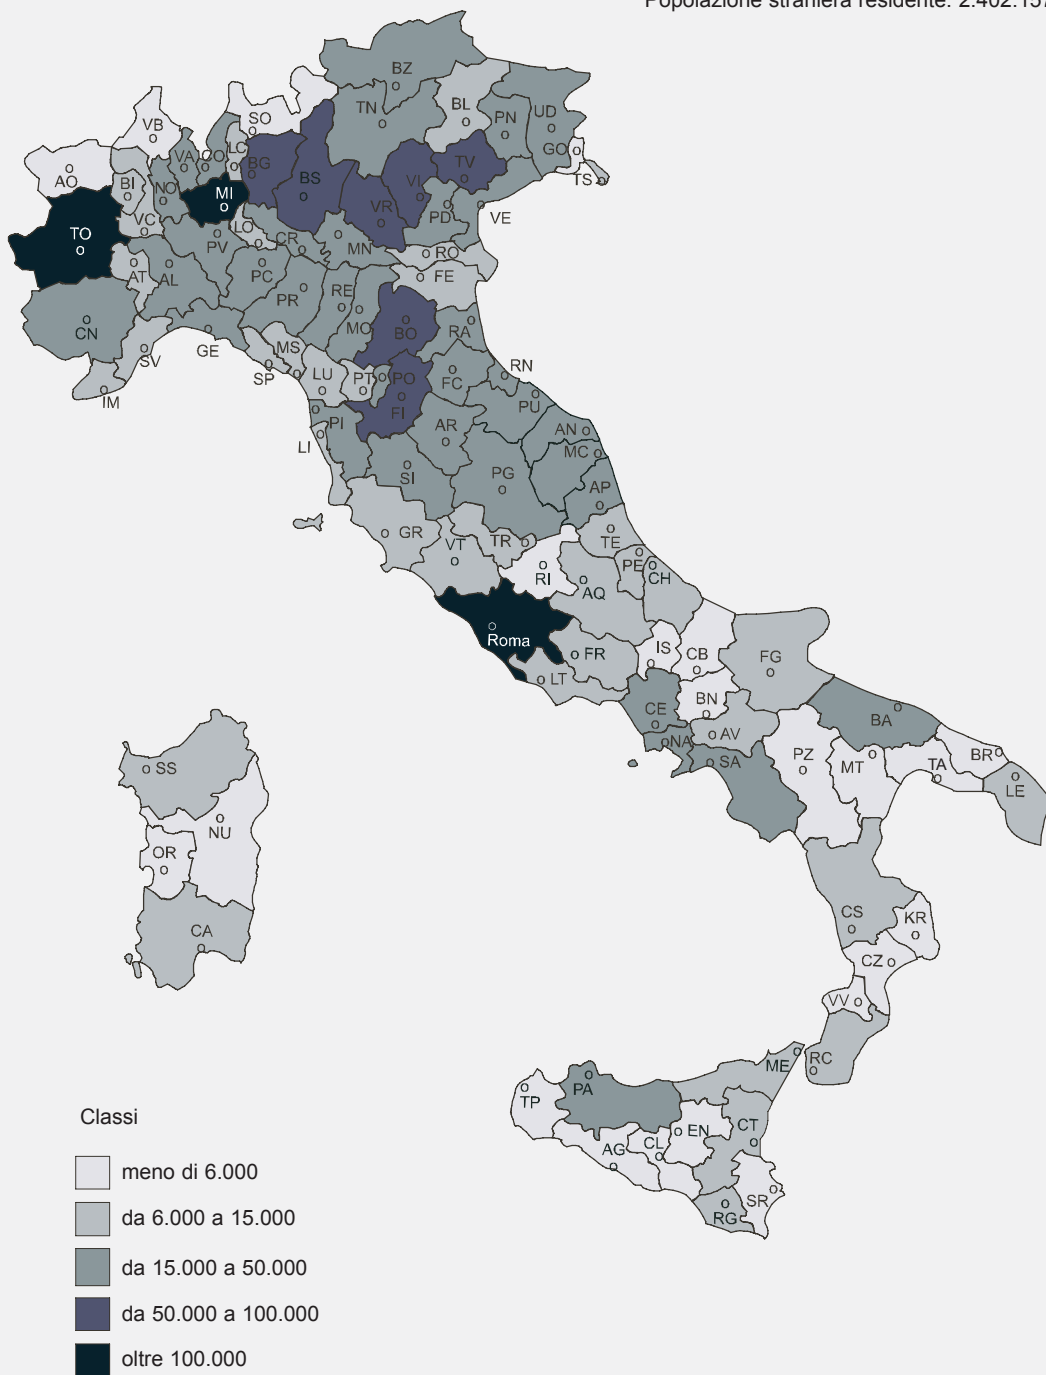 Popolazione straniera residente: 2.402.157
BZ
TN
BL
PN
UD
GO
TS
SO
VB
VA
CO
LC
BG
BS
VI
TV
AO
BI
NO
MI
VR
PD
VE
TO
VC
LO
PV
CR
MN
RO
AT
AL
PC
FE
PR
RE
MO
BO
RA
CN
SV
GE
SP
MS
LU
PT
PO
FC
RN
IM
FI
PU
PI
AR
AN
LI
MC
SI
PG
AP
GR
VT
TR
TE
RI
PE
CH
AQ
Roma
FR
IS
CB
FG
LT
BN
CE
AV
BA
NA
SA
PZ
MT
TA
BR
LE
SS
NU
OR
CA
CS
KR
CZ
VV
ME
RC
TP
PA
EN
CT
AG
CL
SR
RG
Classi
meno di 6.000
da 6.000 a 15.000
da 15.000 a 50.000
da 50.000 a 100.000
oltre 100.000